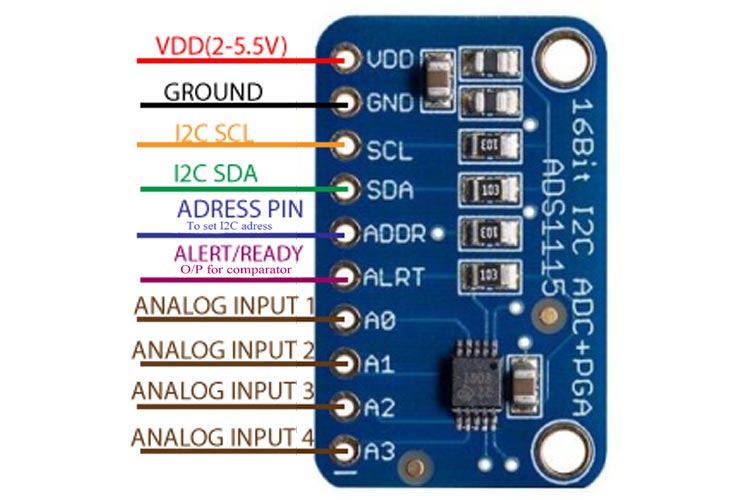 VDD(2-5.5V)
VDD
GROUND
GND
I2C SCL
SCL
103
I2C SDA
SDA
103
ADRESS PIN
To set I2C adress
ADDR
103
ALERT/READY
O/P for comparator
ALRT
103
ANALOG INPUT 1
A0
ANALOG INPUT 2
A1
ANALOG INPUT 3
A2
ANALOG INPUT 4
A3
16Bit I2C ADC+PGA
ADS1115